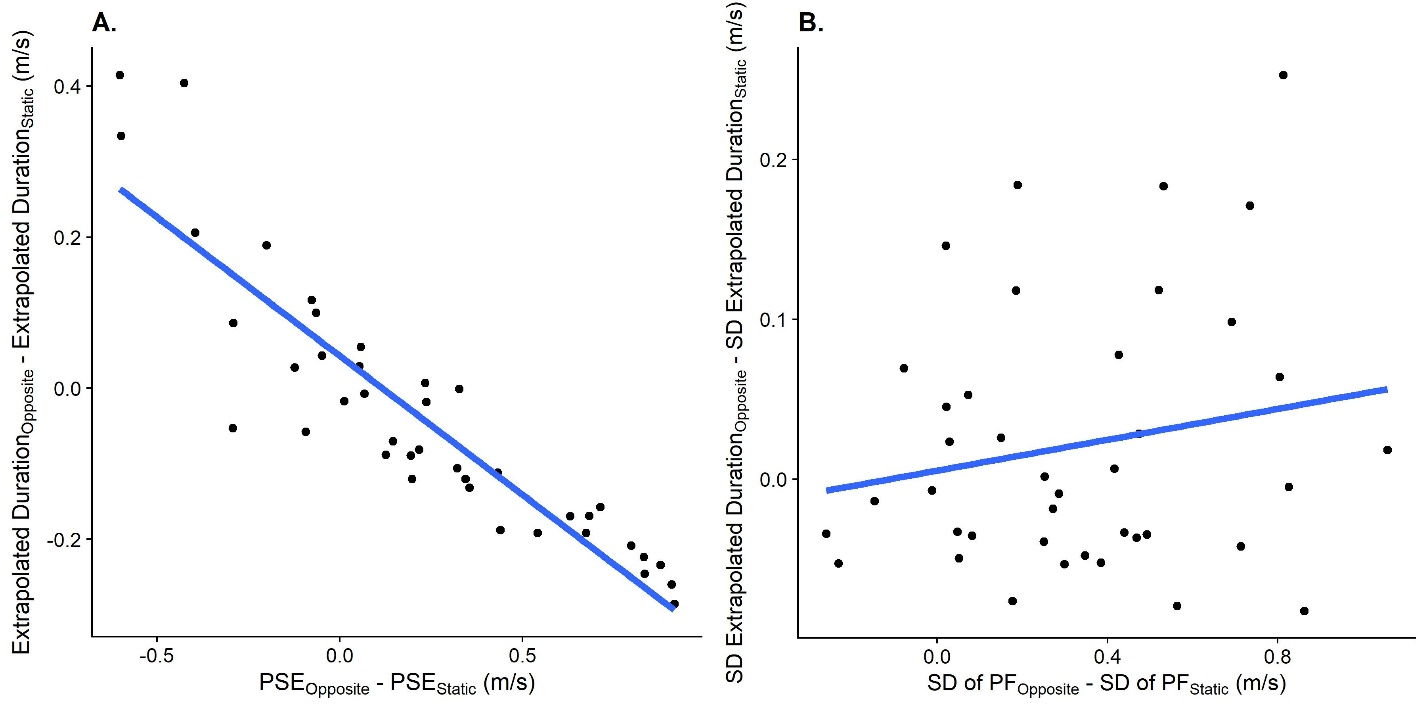 A.
Extrapolated DurationOpposite - Extrapolated DurationStatic (m/s)
0.4
0.2
0.0
-0.2
-0.5 0.0 0.5
PSEOpposite - PSEStatic (m/s)
B.
SD Extrapolated DurationOpposite - SD Extrapolated DurationStatic (m/s)
0.2
0.1
0.0
0.0 0.4 0.8
SD of PFOpposite - SD of PFStatic (m/s)